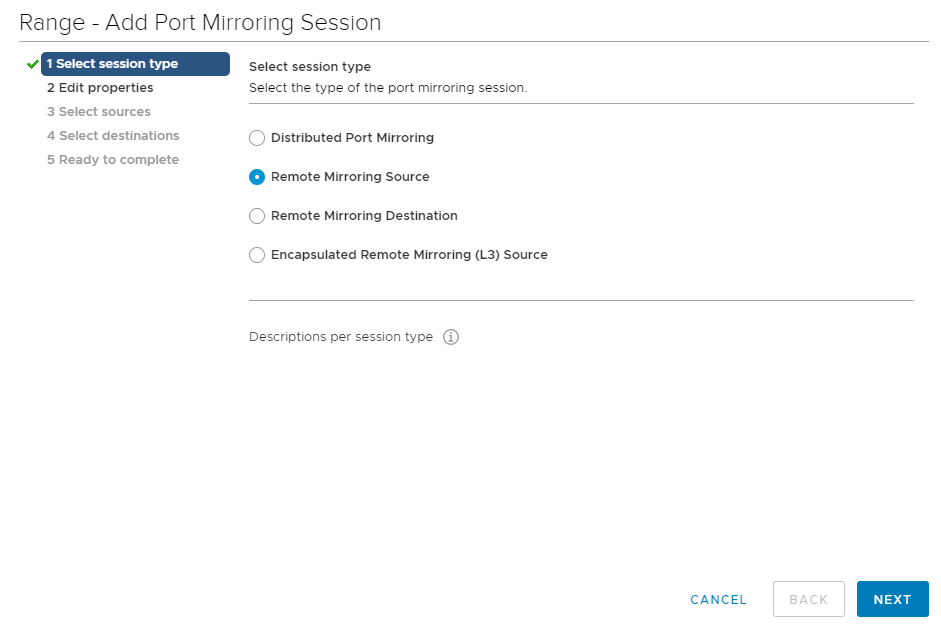 Range - Add Port Mirroring Session
1 Select session type
2 Edit properties
3 Select sources
4 Select destinations
5 Ready to complete
Select session type
Select the type of the port mirroring session.
Distributed Port Mirroring
Remote Mirroring Source
Remote Mirroring Destination
Encapsulated Remote Mirroring (L3) Source
Descriptions per session type
CANCEL BACK NEXT